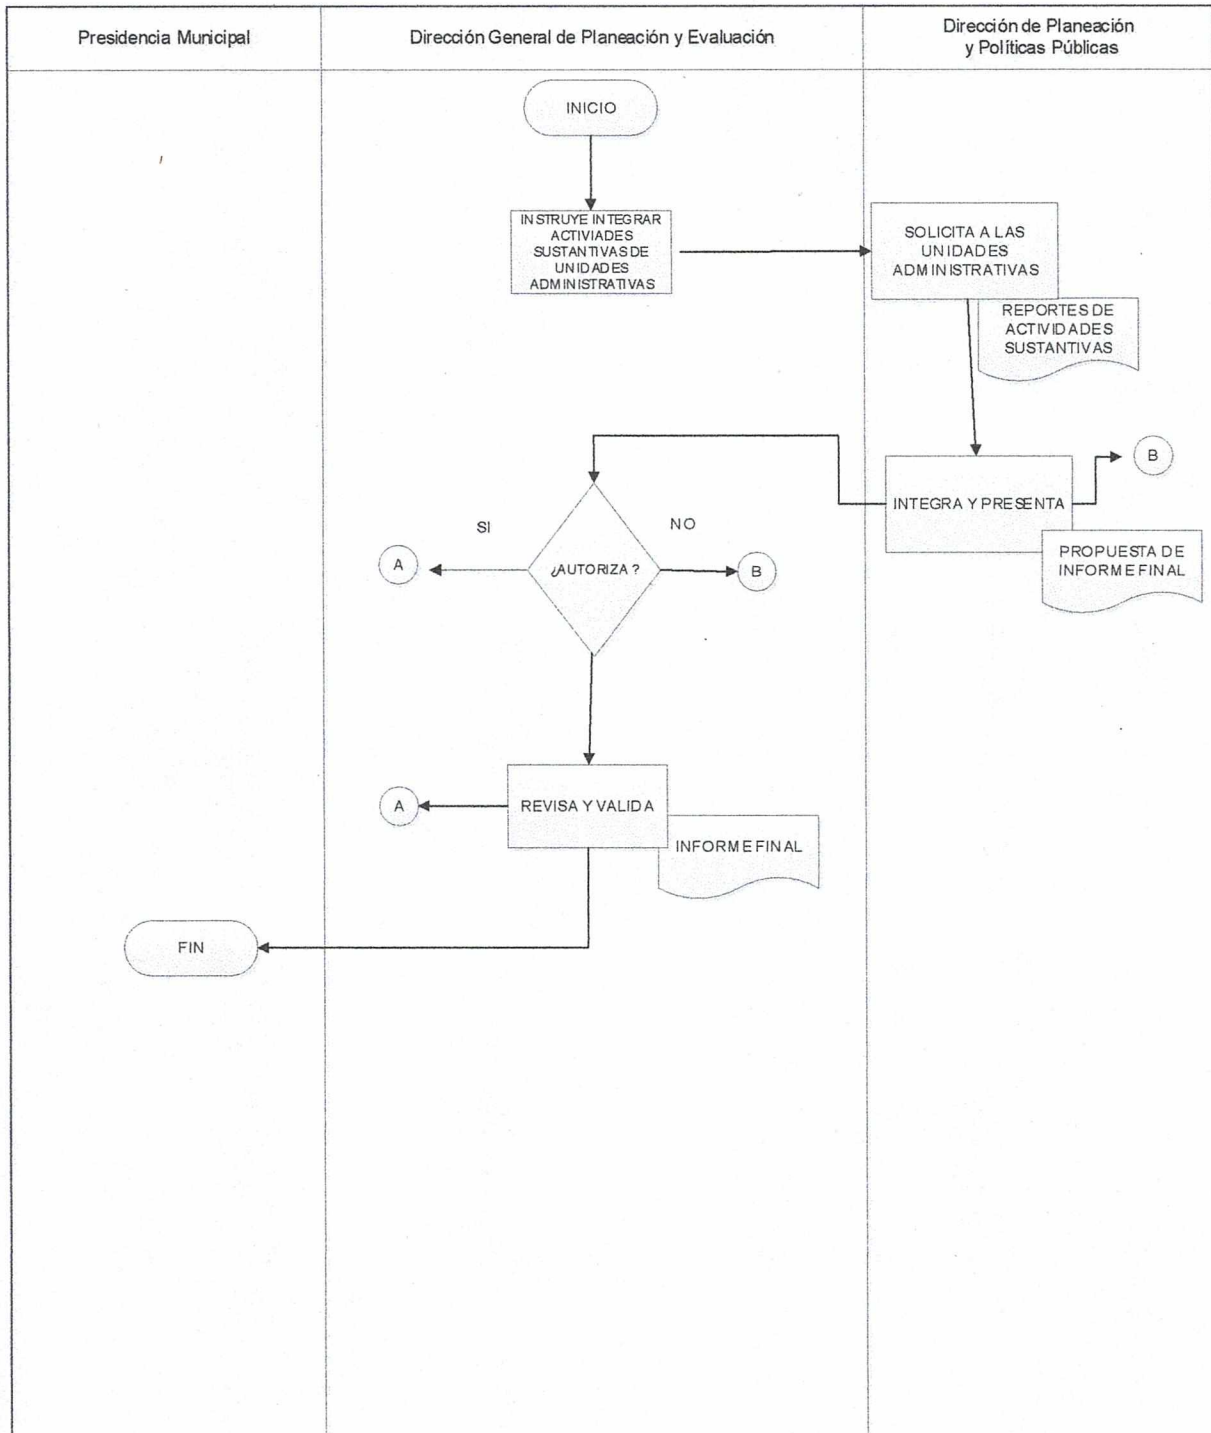 Presidencia Municipal
Dirección General de Planeación y Evaluación
Dirección de Planeación
y Políticas Públicas
INICIO
INSTRUYE INTEGRAR
ACTIVIADES
SUSTANTIVAS DE
UNIDADES
ADMINISTRATIVAS
SOLICITA A LAS
UNIDADES
ADMINISTRATIVAS
REPORTES DE
ACTIVIDADES
SUSTANTIVAS
B
INTEGRA Y PRESENTA
PROPUESTA DE
INFORME FINAL
SI
NO
A
¿AUTORIZA?
B
A
REVISA Y VALIDA
INFORME FINAL
FIN